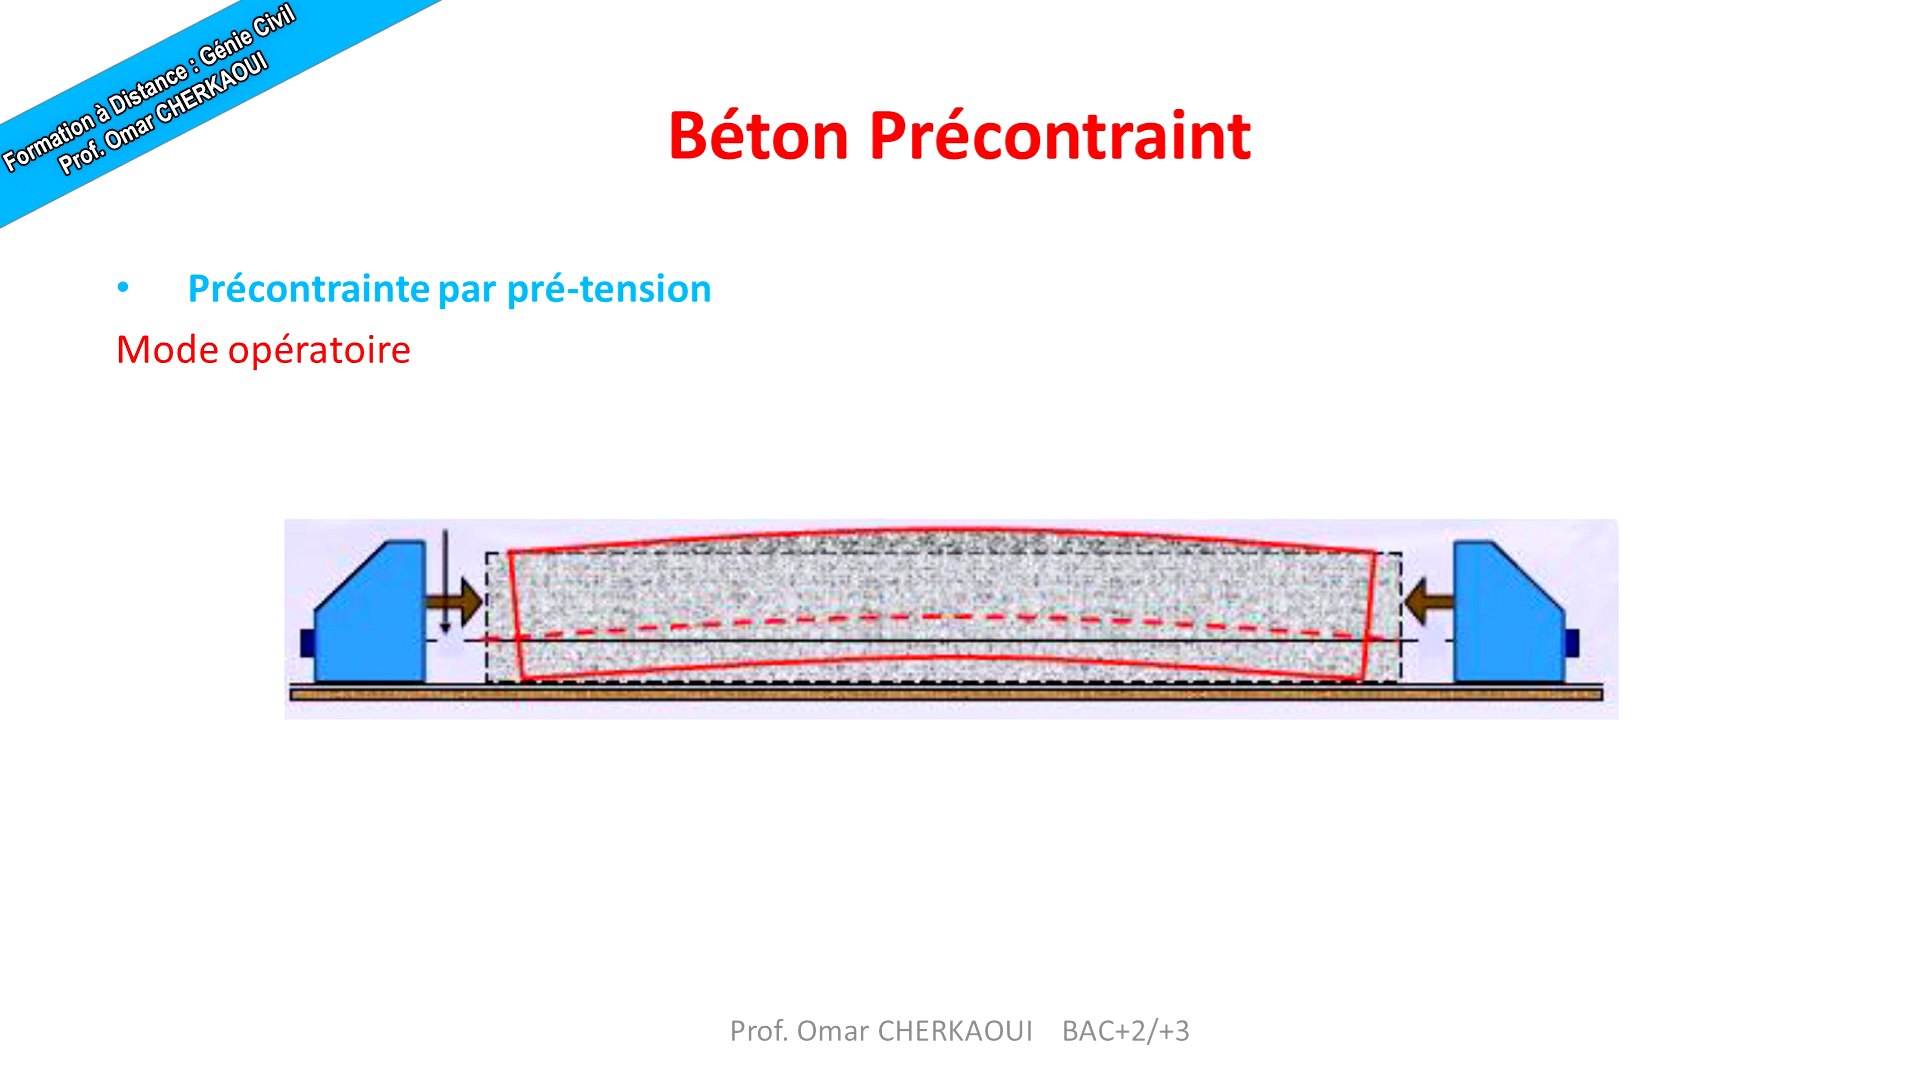 Formation à Distance : Génie Civil
Prof. Omar CHERKAOUI
Béton Précontraint
• Précontrainte par pré-tension
Mode opératoire
Prof. Omar CHERKAOUI BAC+2/+3